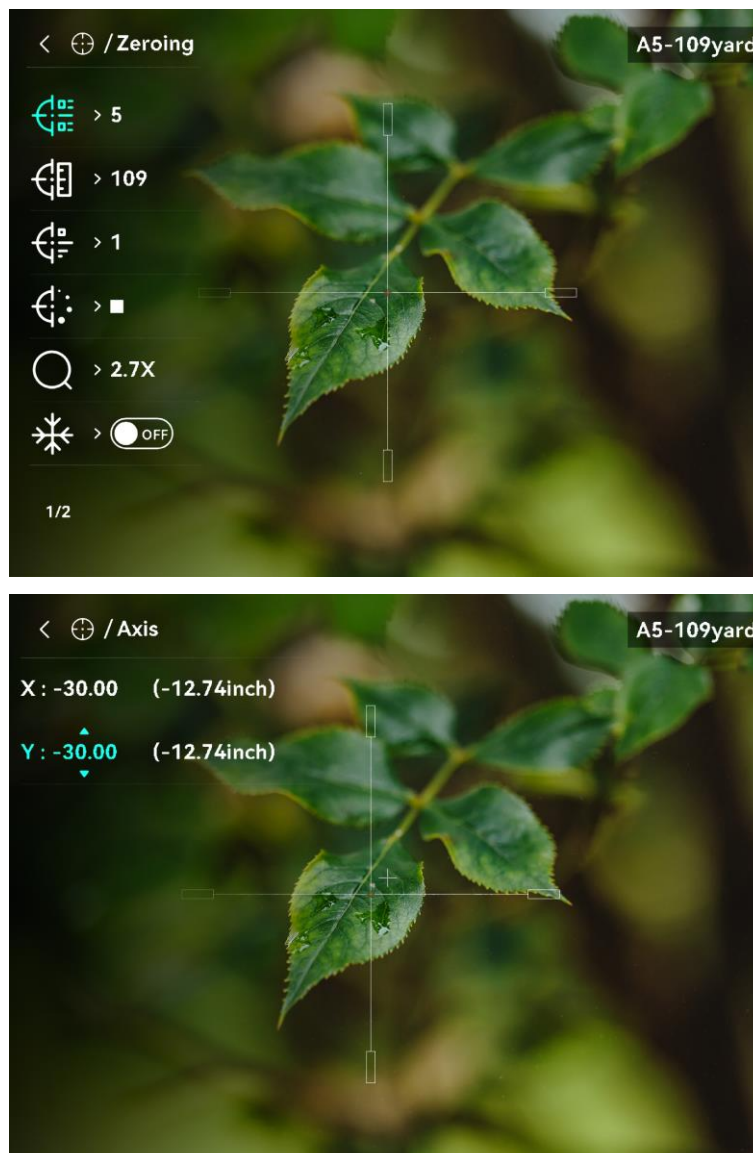 /Zeroing
A5-109yard
> 5
> 109
> 1
>
> 2.7X
> OFF
1/2
/Axis
A5-109yard
X : -30.00 (-12.74inch)
Y : -30.00 (-12.74inch)